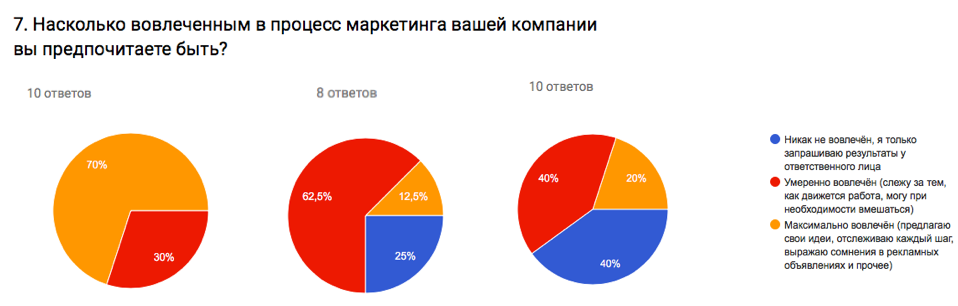 7. Насколько вовлеченным в процесс маркетинга вашей компании
вы предпочитаете быть?
10 ответов
8 ответов
10 ответов
70%
30%
62,5%
12,5%
25%
40%
20%
40%
Никак не вовлечён, я только
запрашиваю результаты у
ответственного лица
Умеренно вовлечён (слежу за тем,
как движется работа, могу при
необходимости вмешаться)
Максимально вовлечён (предлагаю
свои идеи, отслеживаю каждый шаг,
выражаю сомнения в рекламных
объявлениях и прочее)